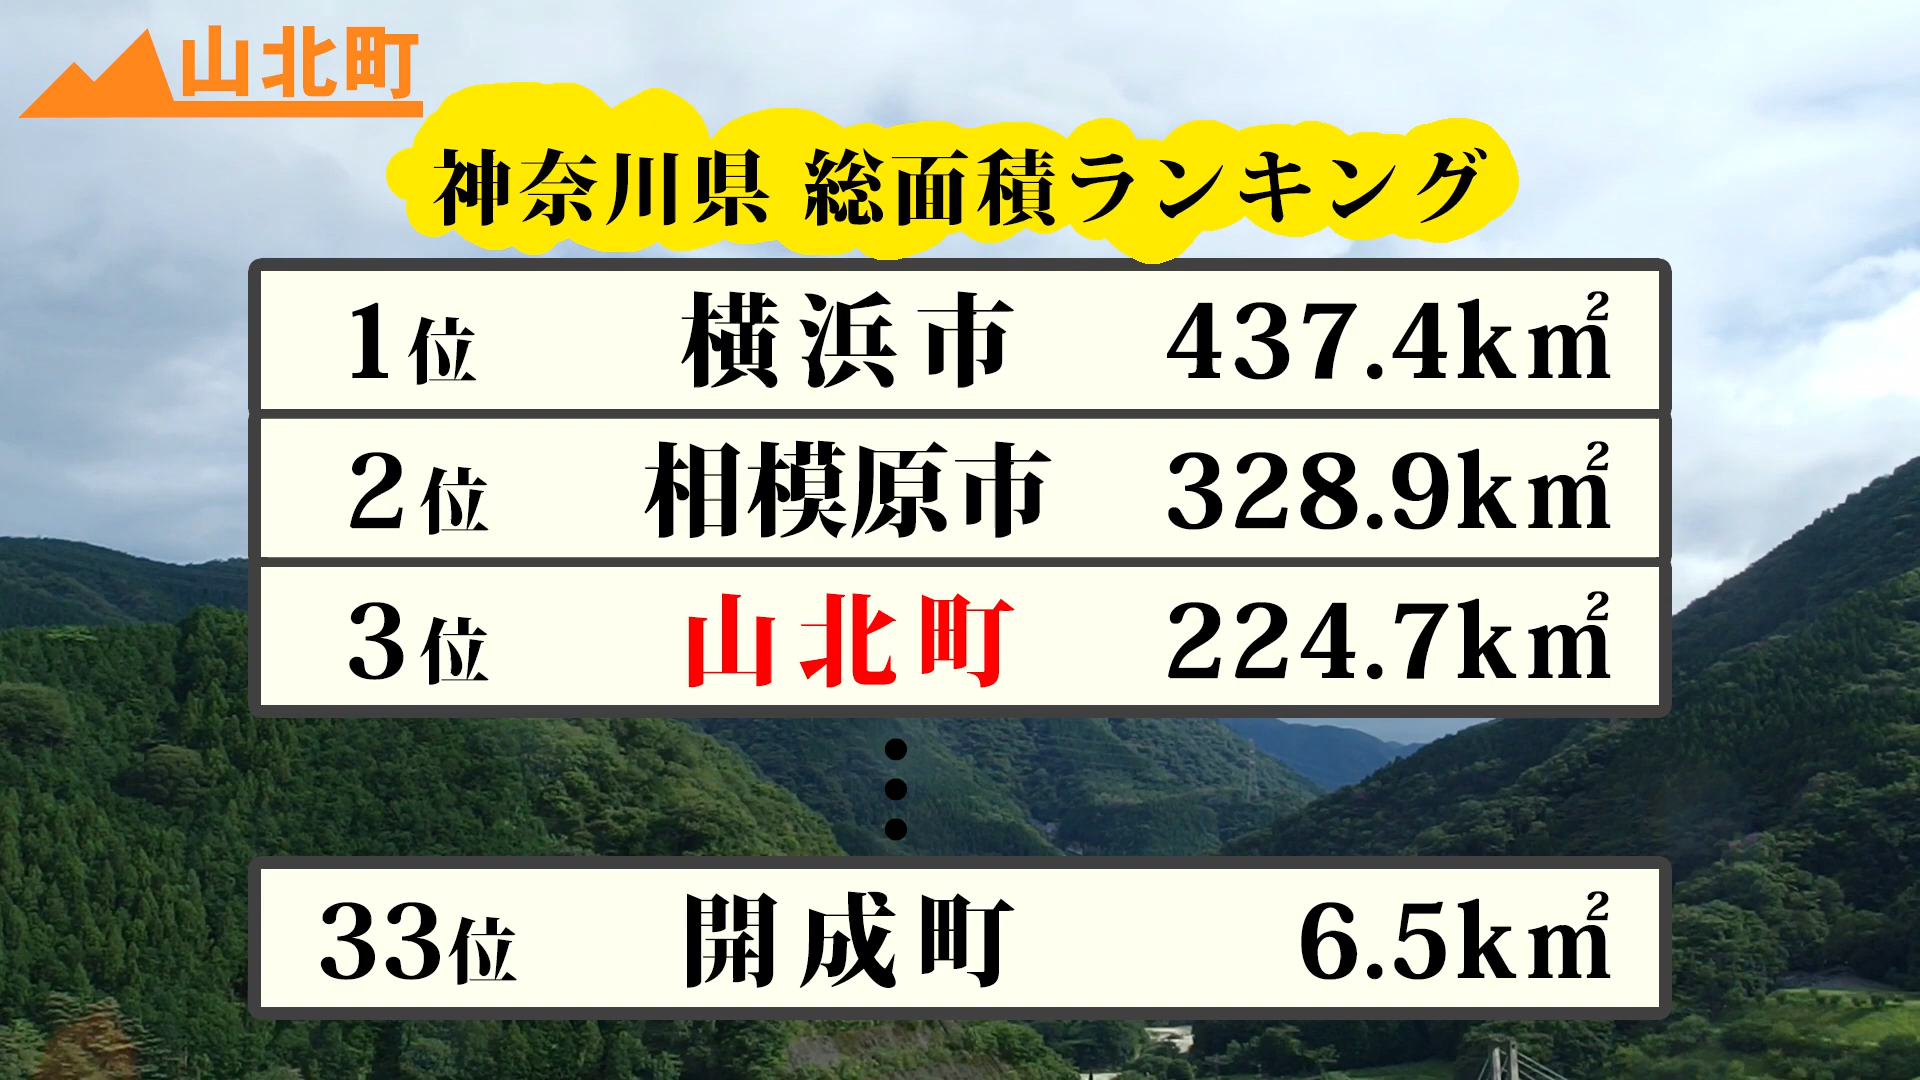 山北町
神奈川県 総面積ランキング
1位 横浜市 437.4k㎡
2位 相模原市 328.9k㎡
3位 山北町 224.7k㎡
33位 開成町 6.5k㎡